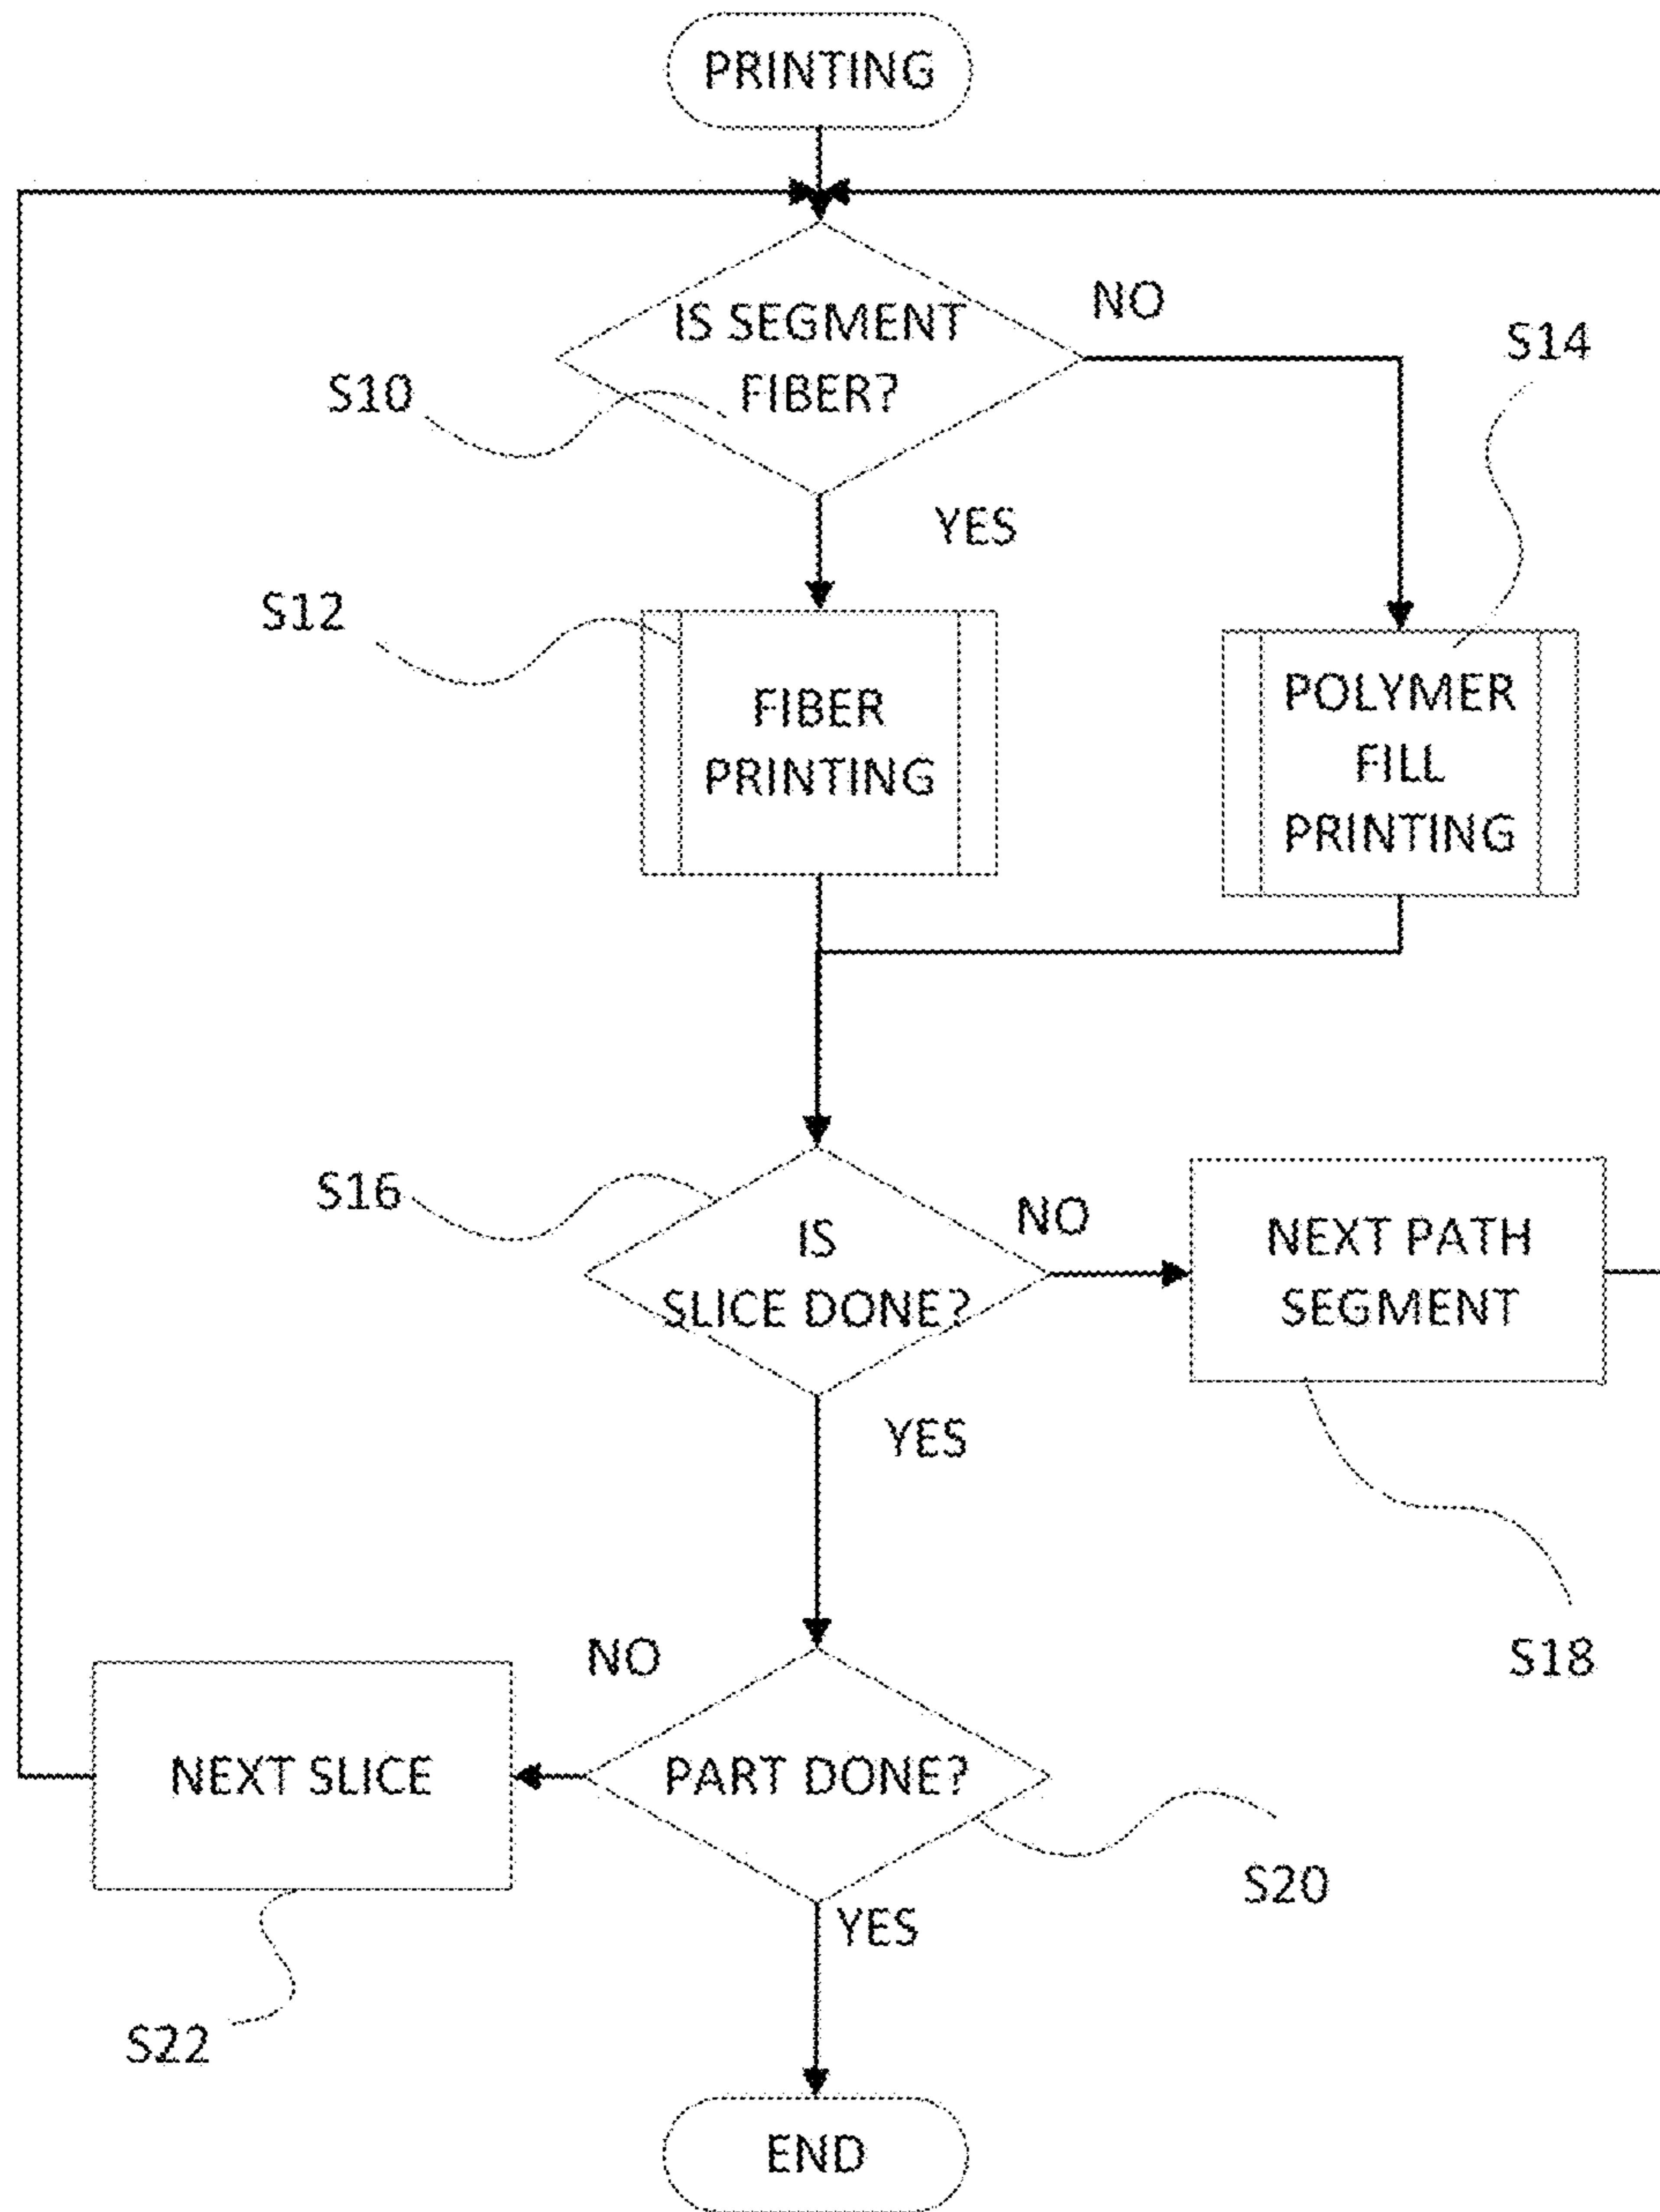 PRINTING
IS SEGMENT
FIBER?
NO
S10
S14
YES
S12
FIBER
PRINTING
POLYMER
FILL
PRINTING
S16
IS
SLICE DONE?
NO
NEXT PATH
SEGMENT
YES
S18
NO
NEXT SLICE
PART DONE?
S20
YES
S22
END